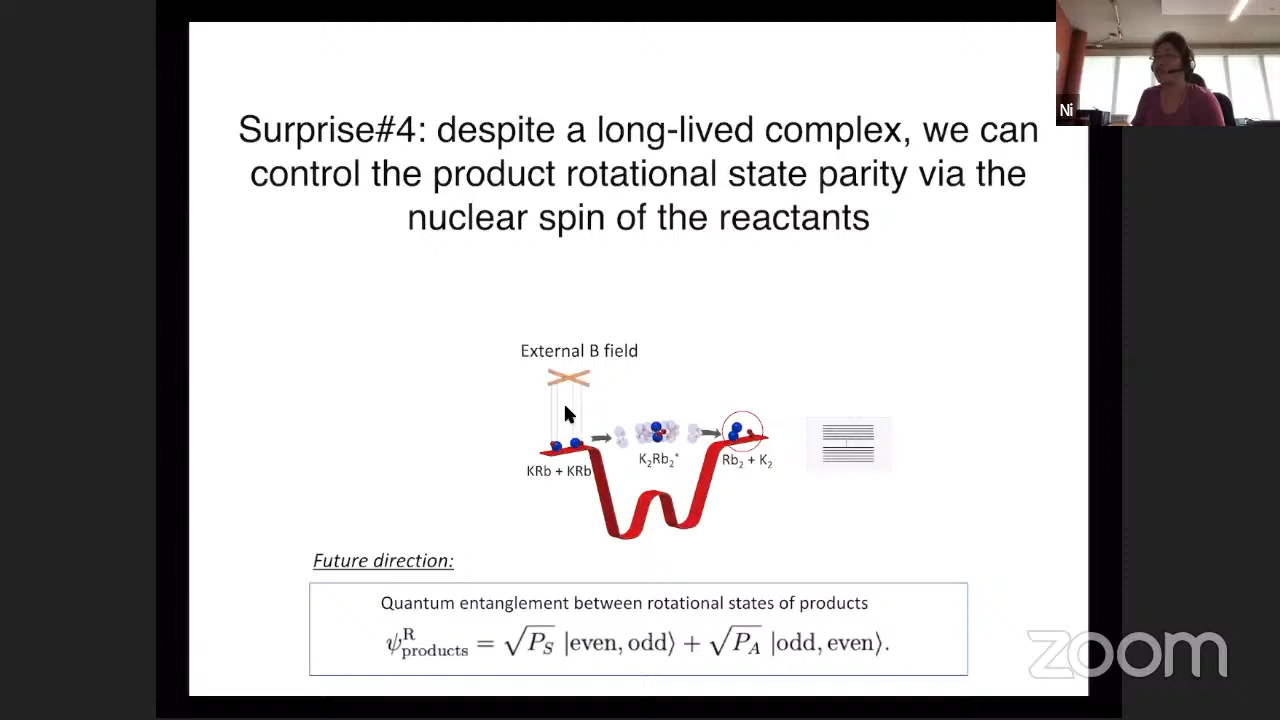 Surprise#4: despite a long-lived complex, we can
control the product rotational state parity via the
nuclear spin of the reactants
External B field
KRb + KRb
K₂Rb₂*
Rb₂ + K₂
Future direction:
Quantum entanglement between rotational states of products
ψᴿ_products = √P_S |even, odd⟩ + √P_A |odd, even⟩.
Ni
zoom